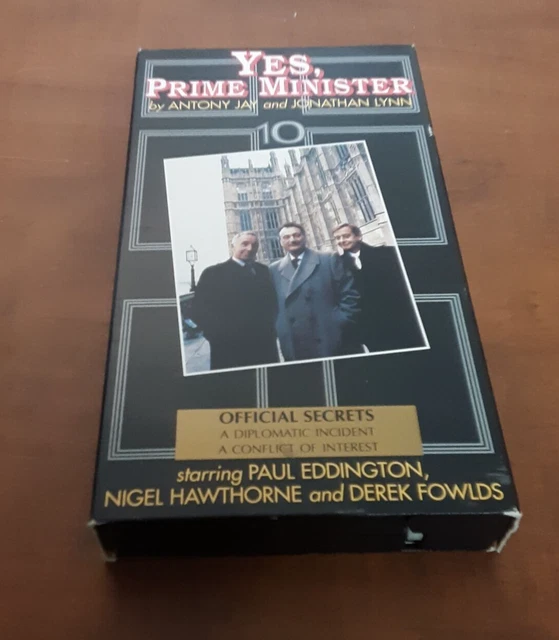 YES,
PRIME MINISTER
by ANTONY JAY and JONATHAN LYNN
10
OFFICIAL SECRETS
A DIPLOMATIC INCIDENT
A CONFLICT OF INTEREST
starring PAUL EDDINGTON,
NIGEL HAWTHORNE and DEREK FOWLDS